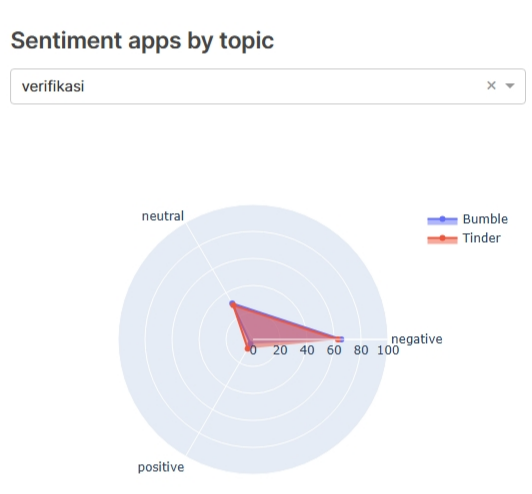 Sentiment apps by topic
verifikasi
neutral
Bumble
Tinder
negative
0 20 40 60 80 100
positive